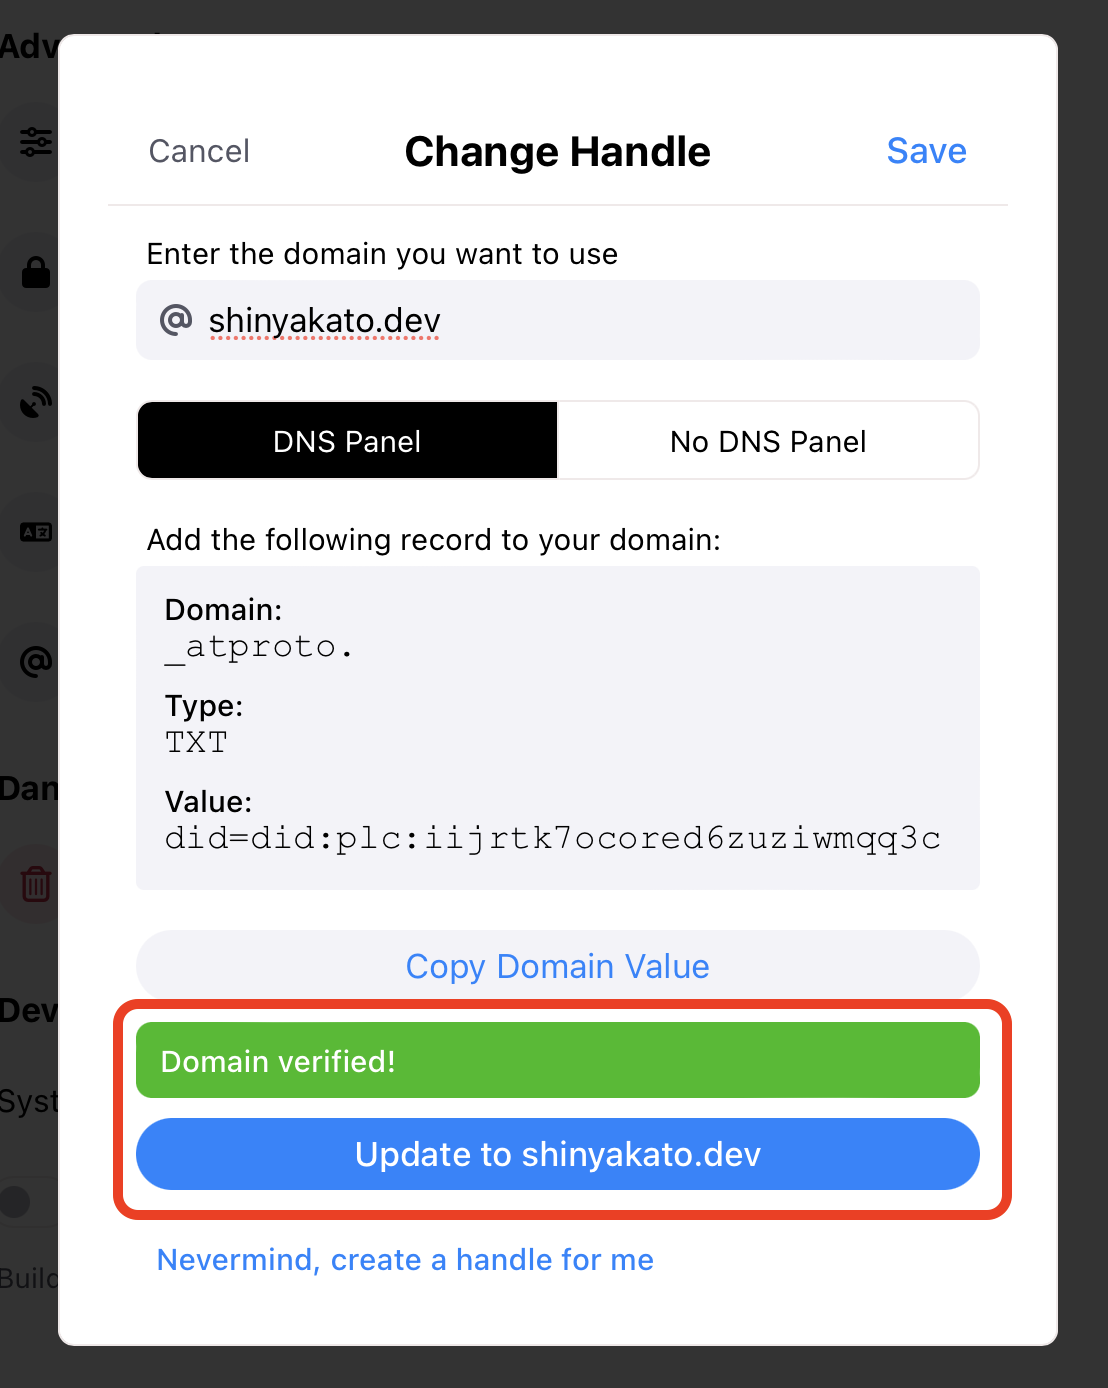 Adv
Cancel
Change Handle
Save
Enter the domain you want to use
@ shinyakato.dev
DNS Panel
No DNS Panel
Add the following record to your domain:
Domain:
_atproto.
Type:
TXT
Value:
did=did:plc:iijrtk7ocored6zuziwmqq3c
Dan
Copy Domain Value
Dev
Domain verified!
Syst
Update to shinyakato.dev
Nevermind, create a handle for me
Build